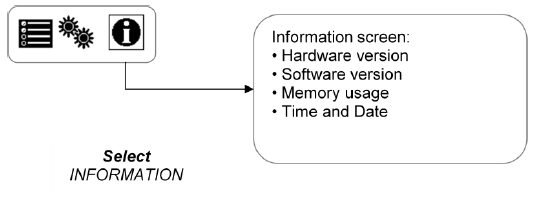 Information screen:
• Hardware version
• Software version
• Memory usage
• Time and Date
Select
INFORMATION